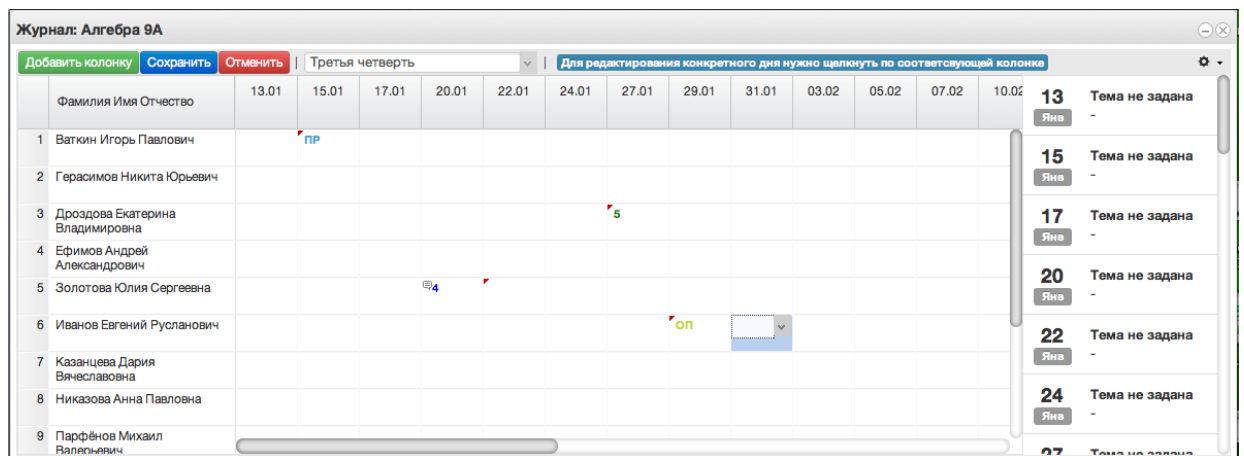 Журнал: Алгебра 9А
Добавить колонку Сохранить Отменить | Третья четверть | Для редактирования конкретного дня нужно щелкнуть по соответсвующей колонке
Фамилия Имя Отчество 13.01 15.01 17.01 20.01 22.01 24.01 27.01 29.01 31.01 03.02 05.02 07.02 10.02
1 Ваткин Игорь Павлович ПР
2 Герасимов Никита Юрьевич
3 Дроздова Екатерина 5
Владимировна
4 Ефимов Андрей
Александрович
5 Золотова Юлия Сергеевна 4
6 Иванов Евгений Русланович ОП
7 Казанцева Дария
Вячеславовна
8 Никазова Анна Павловна
9 Парфёнов Михаил
Валерьевич
13 Тема не задана
Янв -
15 Тема не задана
Янв -
17 Тема не задана
Янв -
20 Тема не задана
Янв -
22 Тема не задана
Янв -
24 Тема не задана
Янв -
27 Тема не задана